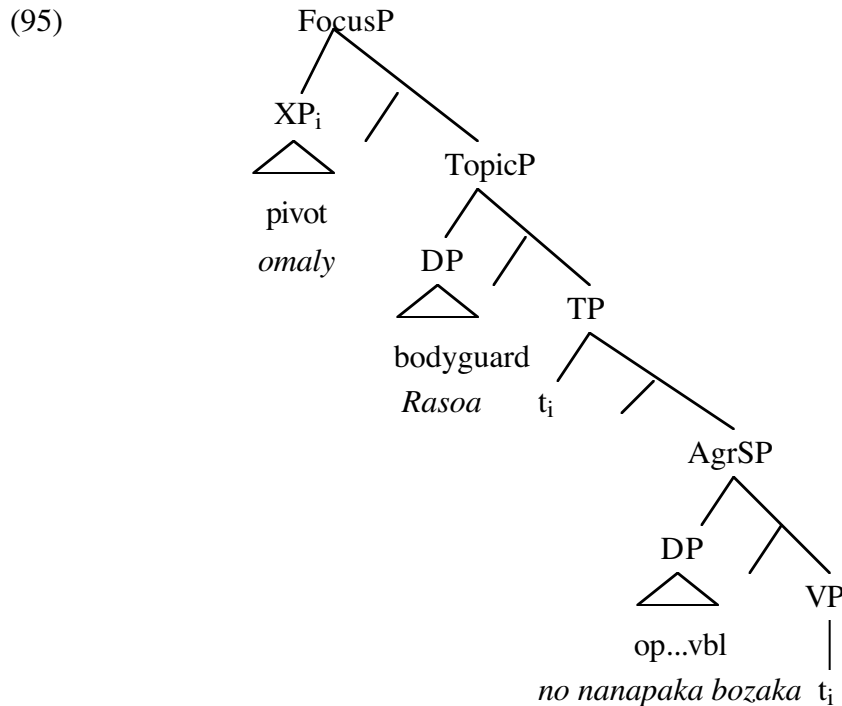 (95) FocusP
XPi
TopicP
pivot
omaly
DP
TP
bodyguard
Rasoa ti
AgrSP
DP
VP
op...vbl
no nanapaka bozaka ti